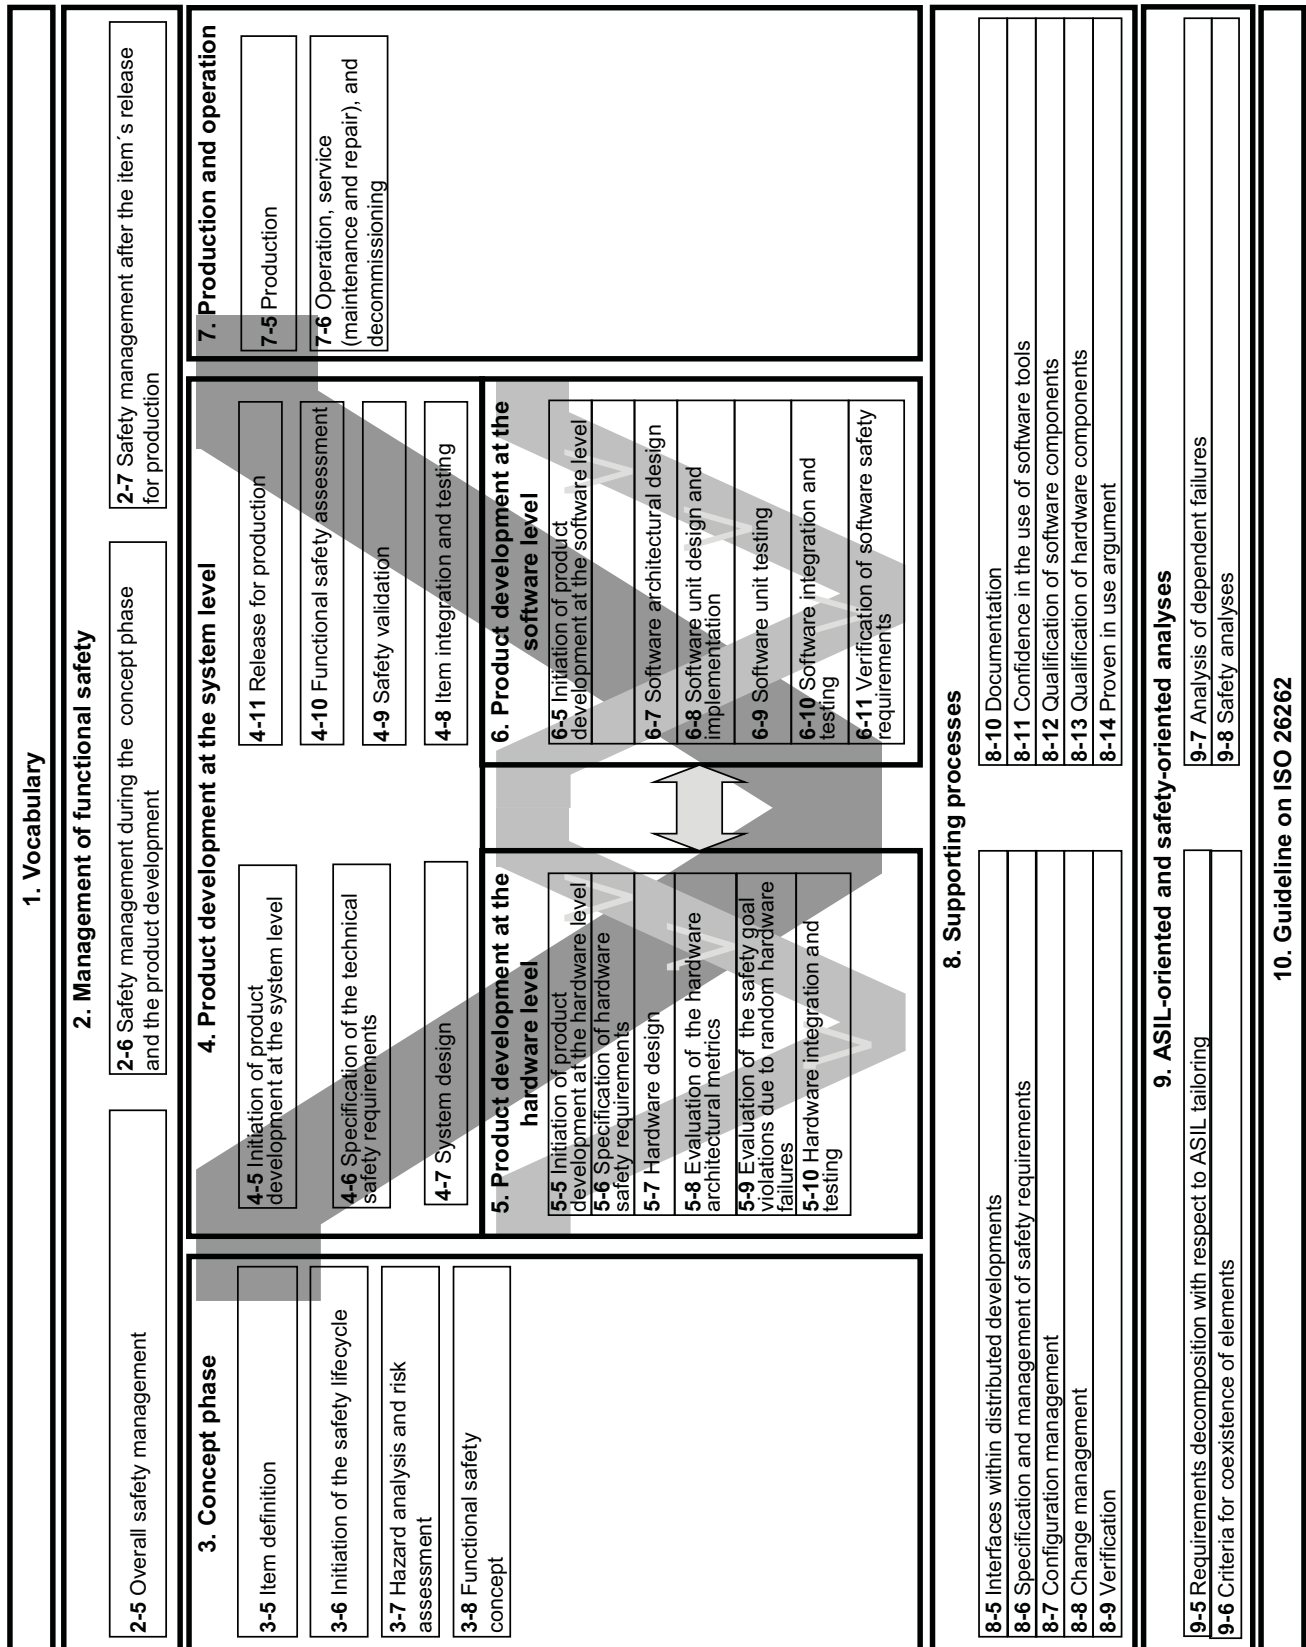 1. Vocabulary
2. Management of functional safety
2-5 Overall safety management
2-6 Safety management during the concept phase
and the product development
2-7 Safety management after the item´s release
for production
3. Concept phase
3-5 Item definition
3-6 Initiation of the safety lifecycle
3-7 Hazard analysis and risk
assessment
3-8 Functional safety
concept
4. Product development at the system level
4-5 Initiation of product
development at the system level
4-6 Specification of the technical
safety requirements
4-7 System design
4-11 Release for production
4-10 Functional safety assessment
4-9 Safety validation
4-8 Item integration and testing
7. Production and operation
7-5 Production
7-6 Operation, service
(maintenance and repair), and
decommissioning
5. Product development at the
hardware level
5-5 Initiation of product
development at the hardware level
5-6 Specification of hardware
safety requirements
5-7 Hardware design
5-8 Evaluation of the hardware
architectural metrics
5-9 Evaluation of the safety goal
violations due to random hardware
failures
5-10 Hardware integration and
testing
6. Product development at the
software level
6-5 Initiation of product
development at the software level
6-7 Software architectural design
6-8 Software unit design and
implementation
6-9 Software unit testing
6-10 Software integration and
testing
6-11 Verification of software safety
requirements
8. Supporting processes
8-5 Interfaces within distributed developments
8-6 Specification and management of safety requirements
8-7 Configuration management
8-8 Change management
8-9 Verification
8-10 Documentation
8-11 Confidence in the use of software tools
8-12 Qualification of software components
8-13 Qualification of hardware components
8-14 Proven in use argument
9. ASIL-oriented and safety-oriented analyses
9-5 Requirements decomposition with respect to ASIL tailoring
9-6 Criteria for coexistence of elements
9-7 Analysis of dependent failures
9-8 Safety analyses
10. Guideline on ISO 26262